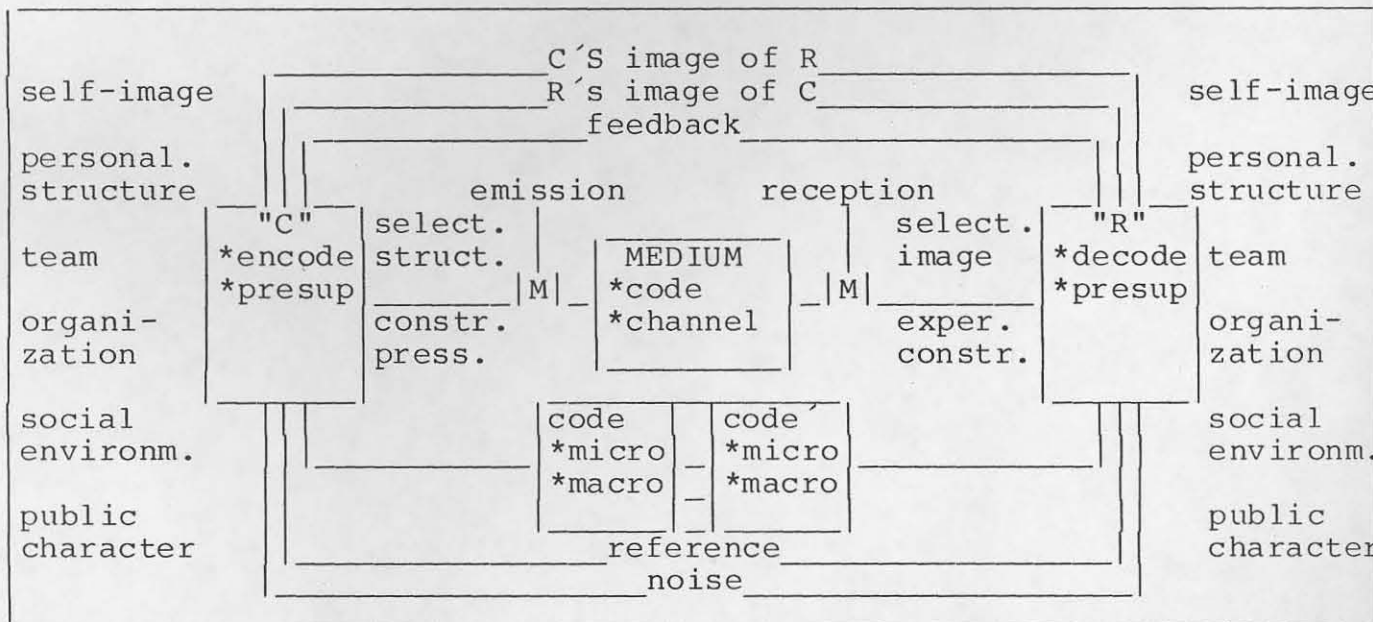 C´S image of R
self-image R´s image of C self-image
feedback
personal. personal.
structure emission reception structure
"C" select. select. "R"
team *encode struct. MEDIUM image *decode team
*presup |M| *code |M| *presup
organi- constr. *channel exper. organi-
zation press. constr. zation
social code code´ social
environm. *micro *micro environm.
*macro *macro
public public
character reference character
noise